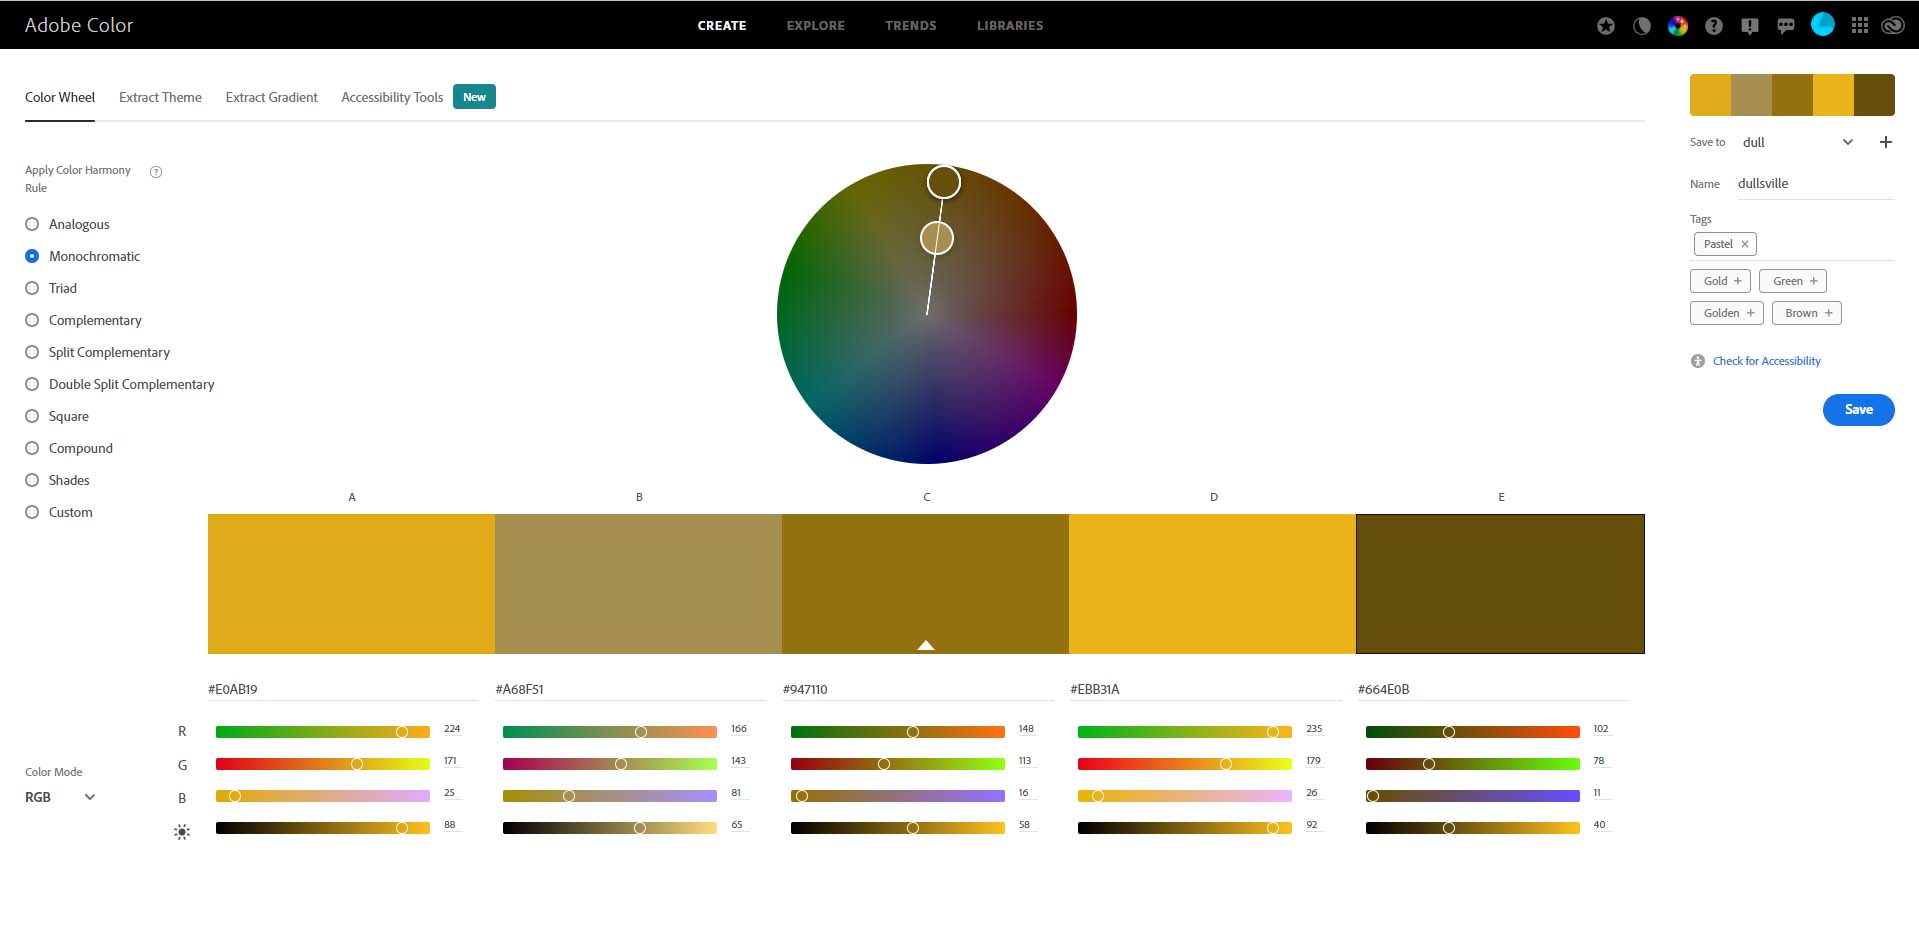 Adobe Color
CREATE EXPLORE TRENDS LIBRARIES
Color Wheel Extract Theme Extract Gradient Accessibility Tools New
Save to dull
Name dullsville
Tags
Pastel
Gold Green
Golden Brown
Check for Accessibility
Save
Apply Color Harmony
Rule
Analogous
Monochromatic
Triad
Complementary
Split Complementary
Double Split Complementary
Square
Compound
Shades
Custom
A B C D E
#E0AB19 #A68F51 #947110 #EBB31A #664E0B
R 224 166 148 235 102
G 171 143 113 179 78
B 25 81 16 26 11
88 65 58 92 40
Color Mode
RGB